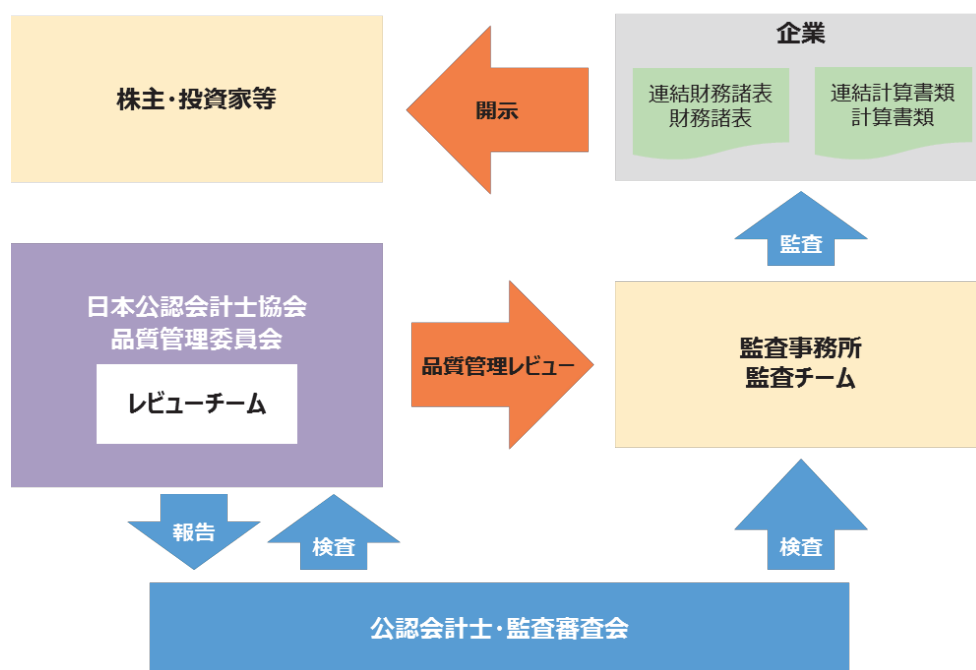 企業
株主・投資家等
開示
連結財務諸表
財務諸表
連結計算書類
計算書類
監査
日本公認会計士協会
品質管理委員会
レビューチーム
品質管理レビュー
監査事務所
監査チーム
報告
検査
検査
公認会計士・監査審査会